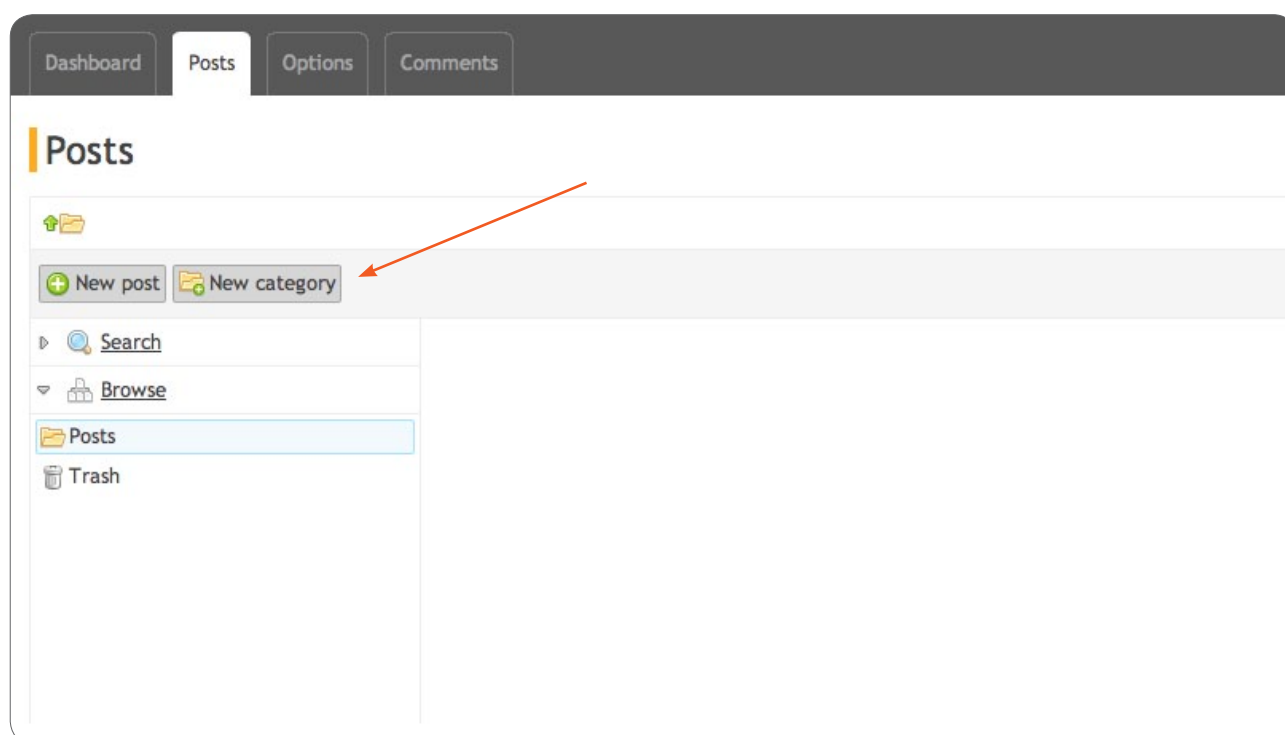 Dashboard Posts Options Comments
Posts
New post New category
Search
Browse
Posts
Trash